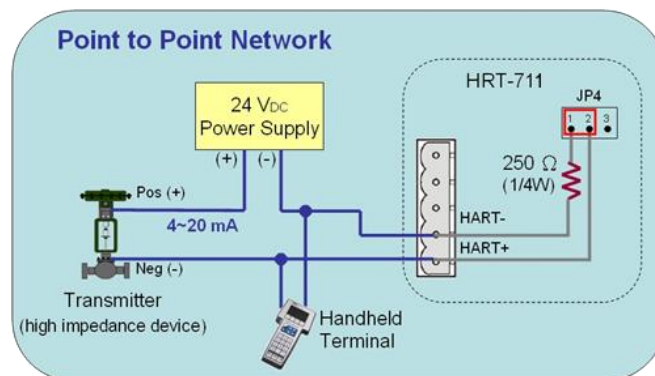 Point to Point Network
HRT-711
JP4
1 2 3
24 VDC
Power Supply
(+) (-)
250 Ω
(1/4W)
Pos (+)
4~20 mA
HART-
HART+
Neg (-)
Transmitter
(high impedance device)
Handheld
Terminal